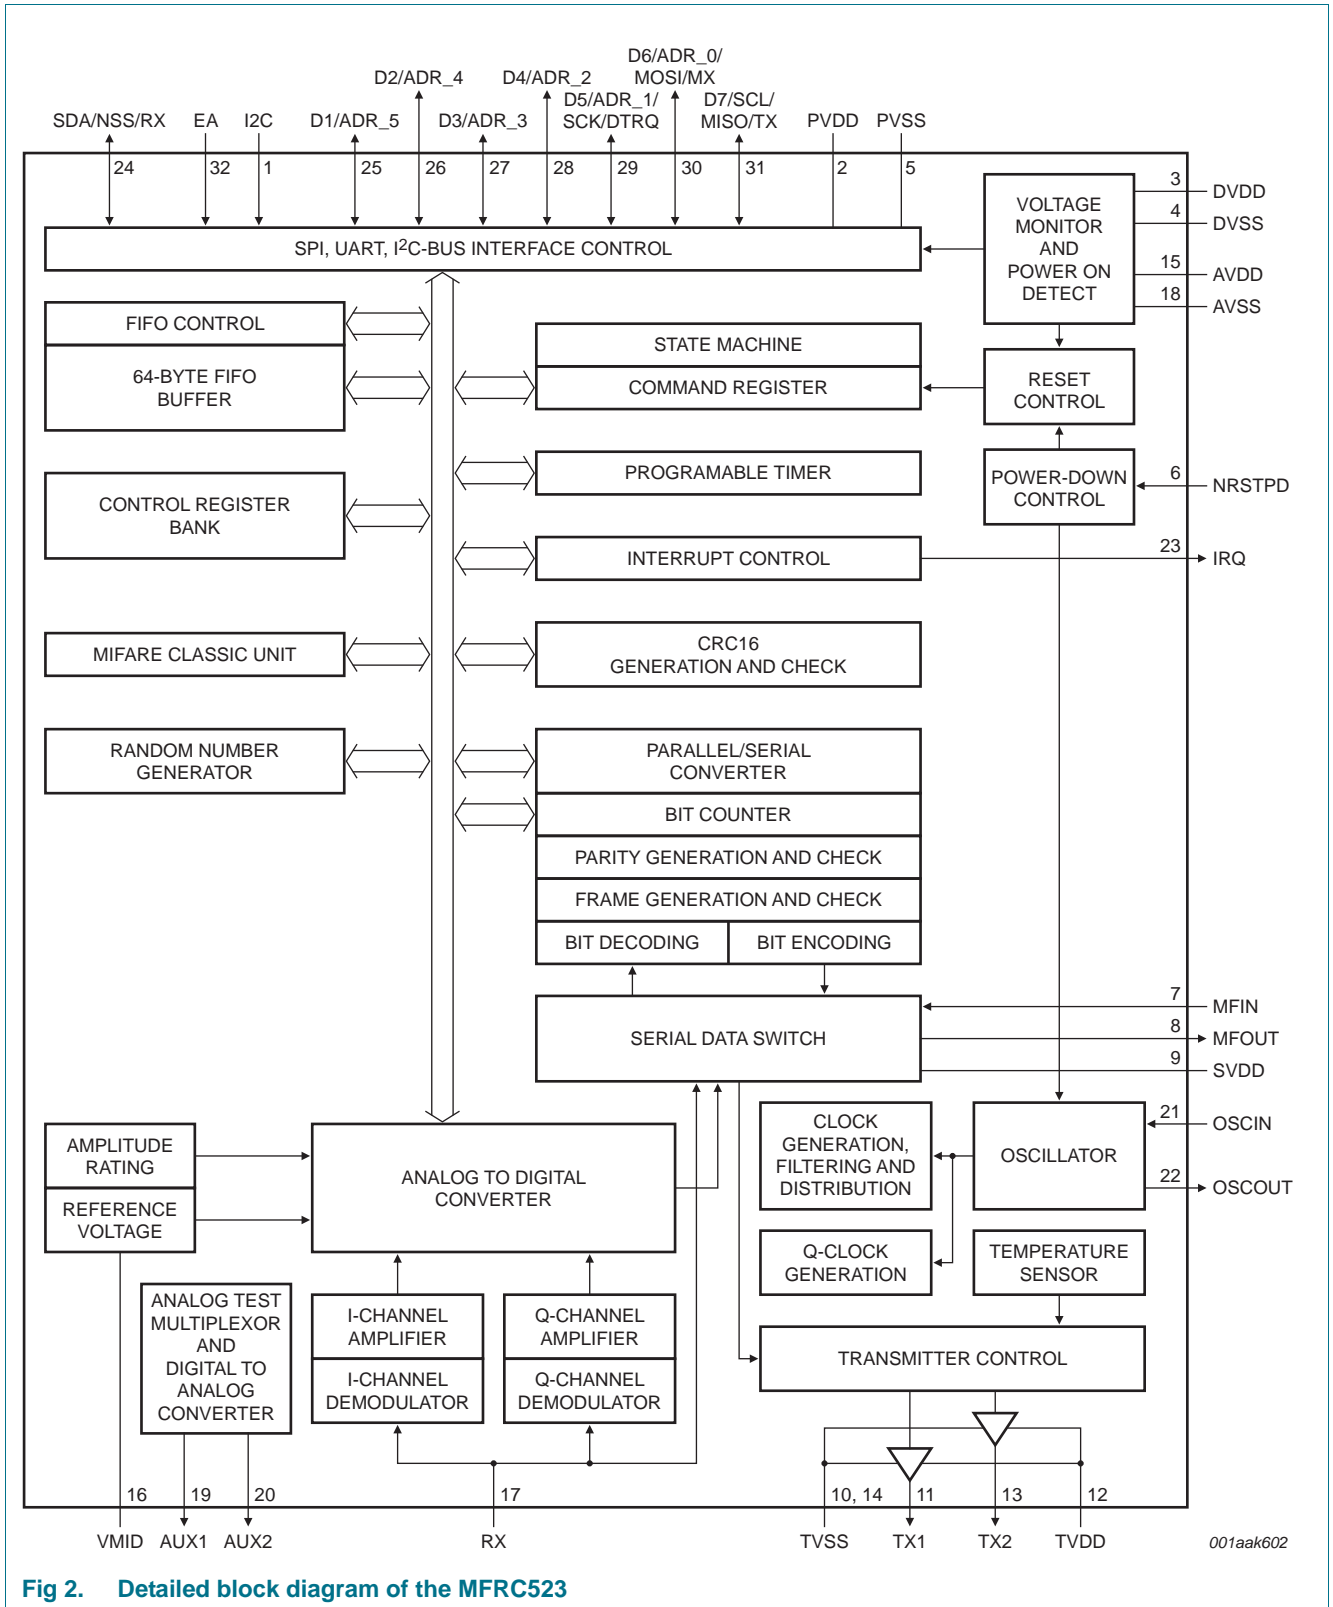 D6/ADR_0/
D2/ADR_4 D4/ADR_2 MOSI/MX
D5/ADR_1/ D7/SCL/
SDA/NSS/RX EA I2C D1/ADR_5 D3/ADR_3 SCK/DTRQ MISO/TX PVDD PVSS
24 32 1 25 26 27 28 29 30 31 2 5
SPI, UART, I2C-BUS INTERFACE CONTROL
VOLTAGE
MONITOR
AND
POWER ON
DETECT
3 DVDD
4 DVSS
15 AVDD
18 AVSS
FIFO CONTROL
64-BYTE FIFO
BUFFER
STATE MACHINE
COMMAND REGISTER
RESET
CONTROL
CONTROL REGISTER
BANK
PROGRAMABLE TIMER
POWER-DOWN
CONTROL
6 NRSTPD
INTERRUPT CONTROL
23 IRQ
MIFARE CLASSIC UNIT
CRC16
GENERATION AND CHECK
RANDOM NUMBER
GENERATOR
PARALLEL/SERIAL
CONVERTER
BIT COUNTER
PARITY GENERATION AND CHECK
FRAME GENERATION AND CHECK
BIT DECODING BIT ENCODING
SERIAL DATA SWITCH
7 MFIN
8 MFOUT
9 SVDD
AMPLITUDE
RATING
REFERENCE
VOLTAGE
ANALOG TO DIGITAL
CONVERTER
CLOCK
GENERATION,
FILTERING AND
DISTRIBUTION
OSCILLATOR
21 OSCIN
22 OSCOUT
Q-CLOCK
GENERATION
TEMPERATURE
SENSOR
ANALOG TEST
MULTIPLEXOR
AND
DIGITAL TO
ANALOG
CONVERTER
I-CHANNEL
AMPLIFIER
I-CHANNEL
DEMODULATOR
Q-CHANNEL
AMPLIFIER
Q-CHANNEL
DEMODULATOR
TRANSMITTER CONTROL
16 19 20 17 10, 14 11 13 12
VMID AUX1 AUX2 RX TVSS TX1 TX2 TVDD
001aak602
Fig 2. Detailed block diagram of the MFRC523